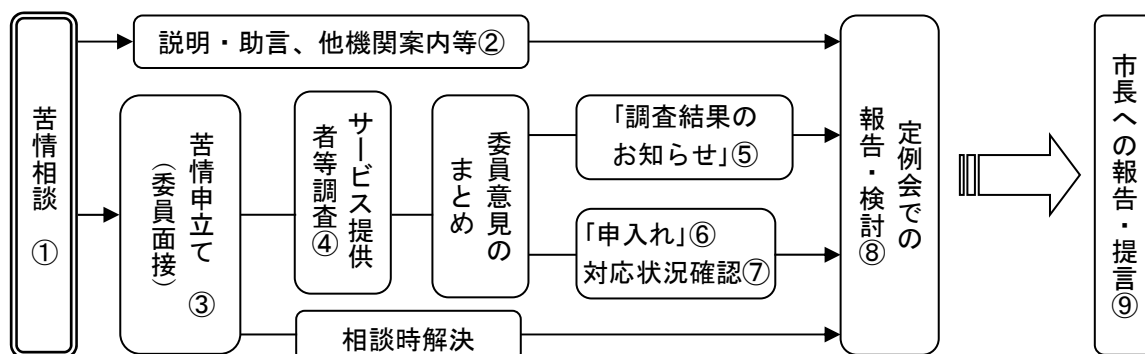 苦情相談 ①
説明・助言、他機関案内等②
苦情申立て ③
（委員面接）
サービス提供
者等調査④
委員意見の
まとめ
「調査結果の
お知らせ」⑤
「申入れ」⑥
対応状況確認⑦
相談時解決
定例会での
報告・検討⑧
市長への報告・提言⑨